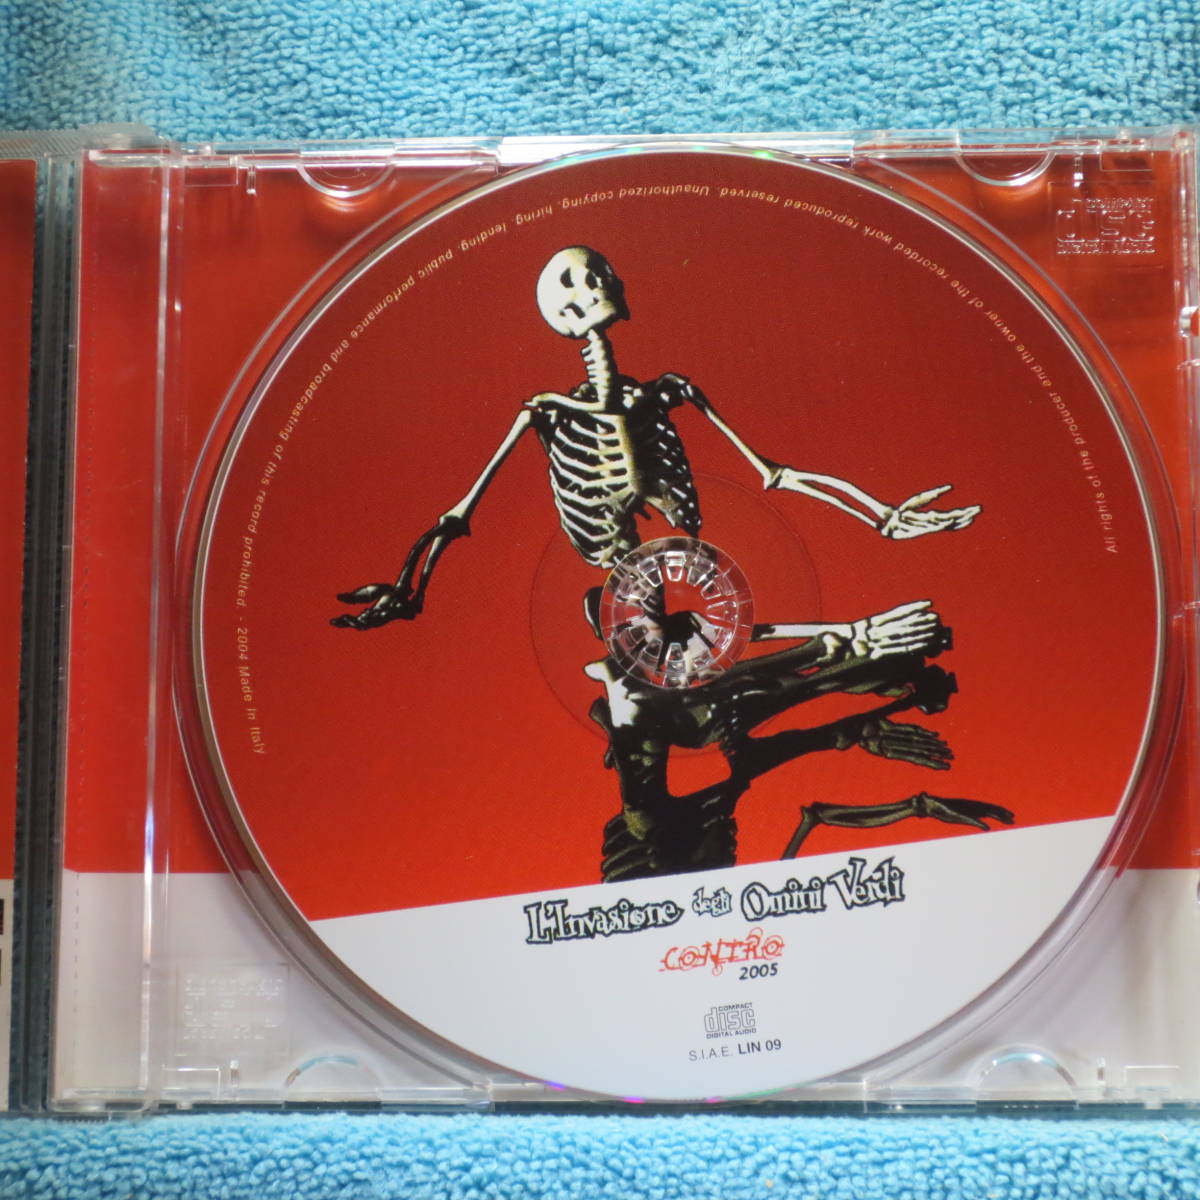 All rights of the producer and the owner of the recorded work reproduced reserved. Unauthorized copying, hiring, lending, public performance and broadcasting of this record prohibited. - 2004 Made in Italy
L'Invasione degli Omini Verdi
CONTRO
2005
COMPACT
disc
DIGITAL AUDIO
S.I.A.E. LIN 09
COMPACT
disc
DIGITAL AUDIO